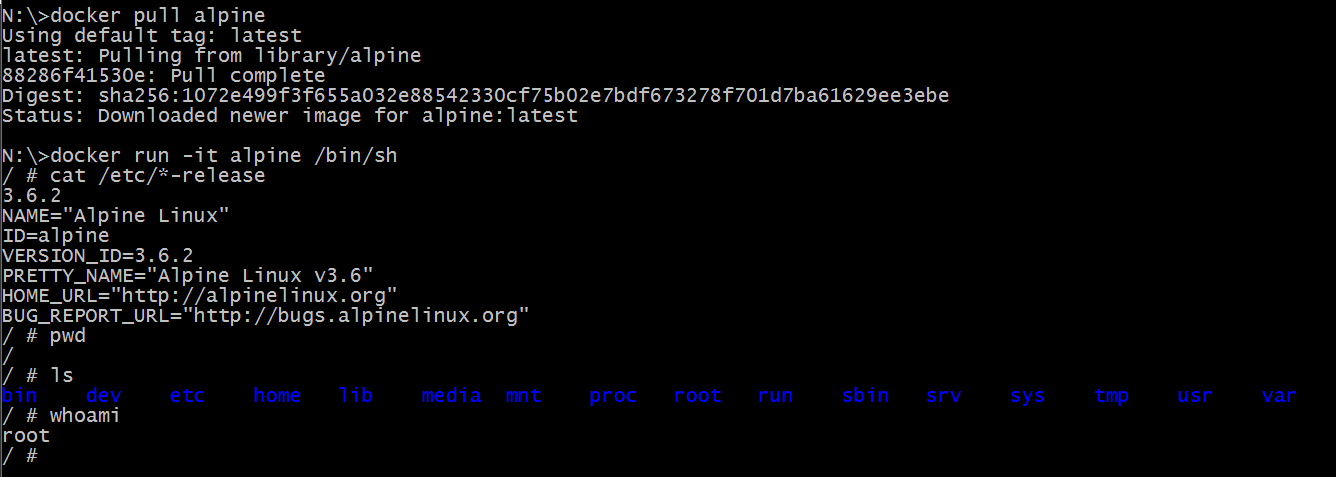 N:\>docker pull alpine
Using default tag: latest
latest: Pulling from library/alpine
88286f41530e: Pull complete
Digest: sha256:1072e499f3f655a032e88542330cf75b02e7bdf673278f701d7ba61629ee3ebe
Status: Downloaded newer image for alpine:latest
N:\>docker run -it alpine /bin/sh
/ # cat /etc/*-release
3.6.2
NAME="Alpine Linux"
ID=alpine
VERSION_ID=3.6.2
PRETTY_NAME="Alpine Linux v3.6"
HOME_URL="http://alpinelinux.org"
BUG_REPORT_URL="http://bugs.alpinelinux.org"
/ # pwd
/
/ # ls
bin dev etc home lib media mnt proc root run sbin srv sys tmp usr var
/ # whoami
root
/ #